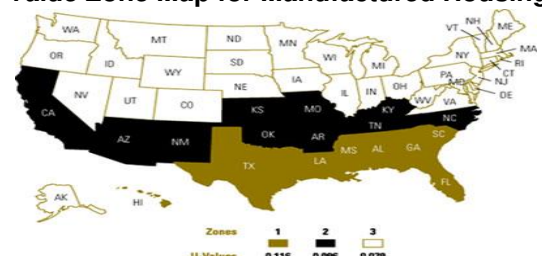 Value Zone Map for Manufactured Housing
WA
MT
ND
MN
VT
NH
ME
OR
ID
SD
WI
MI
NY
MA
RI
CT
WY
IA
PA
NJ
NE
OH
MD
DE
NV
UT
CO
IL
IN
WV
VA
CA
KS
MO
KY
NC
AZ
NM
OK
AR
TN
SC
TX
LA
MS
AL
GA
FL
AK
HI
Zones 1 2 3
U-Values 0.116 0.096 0.079